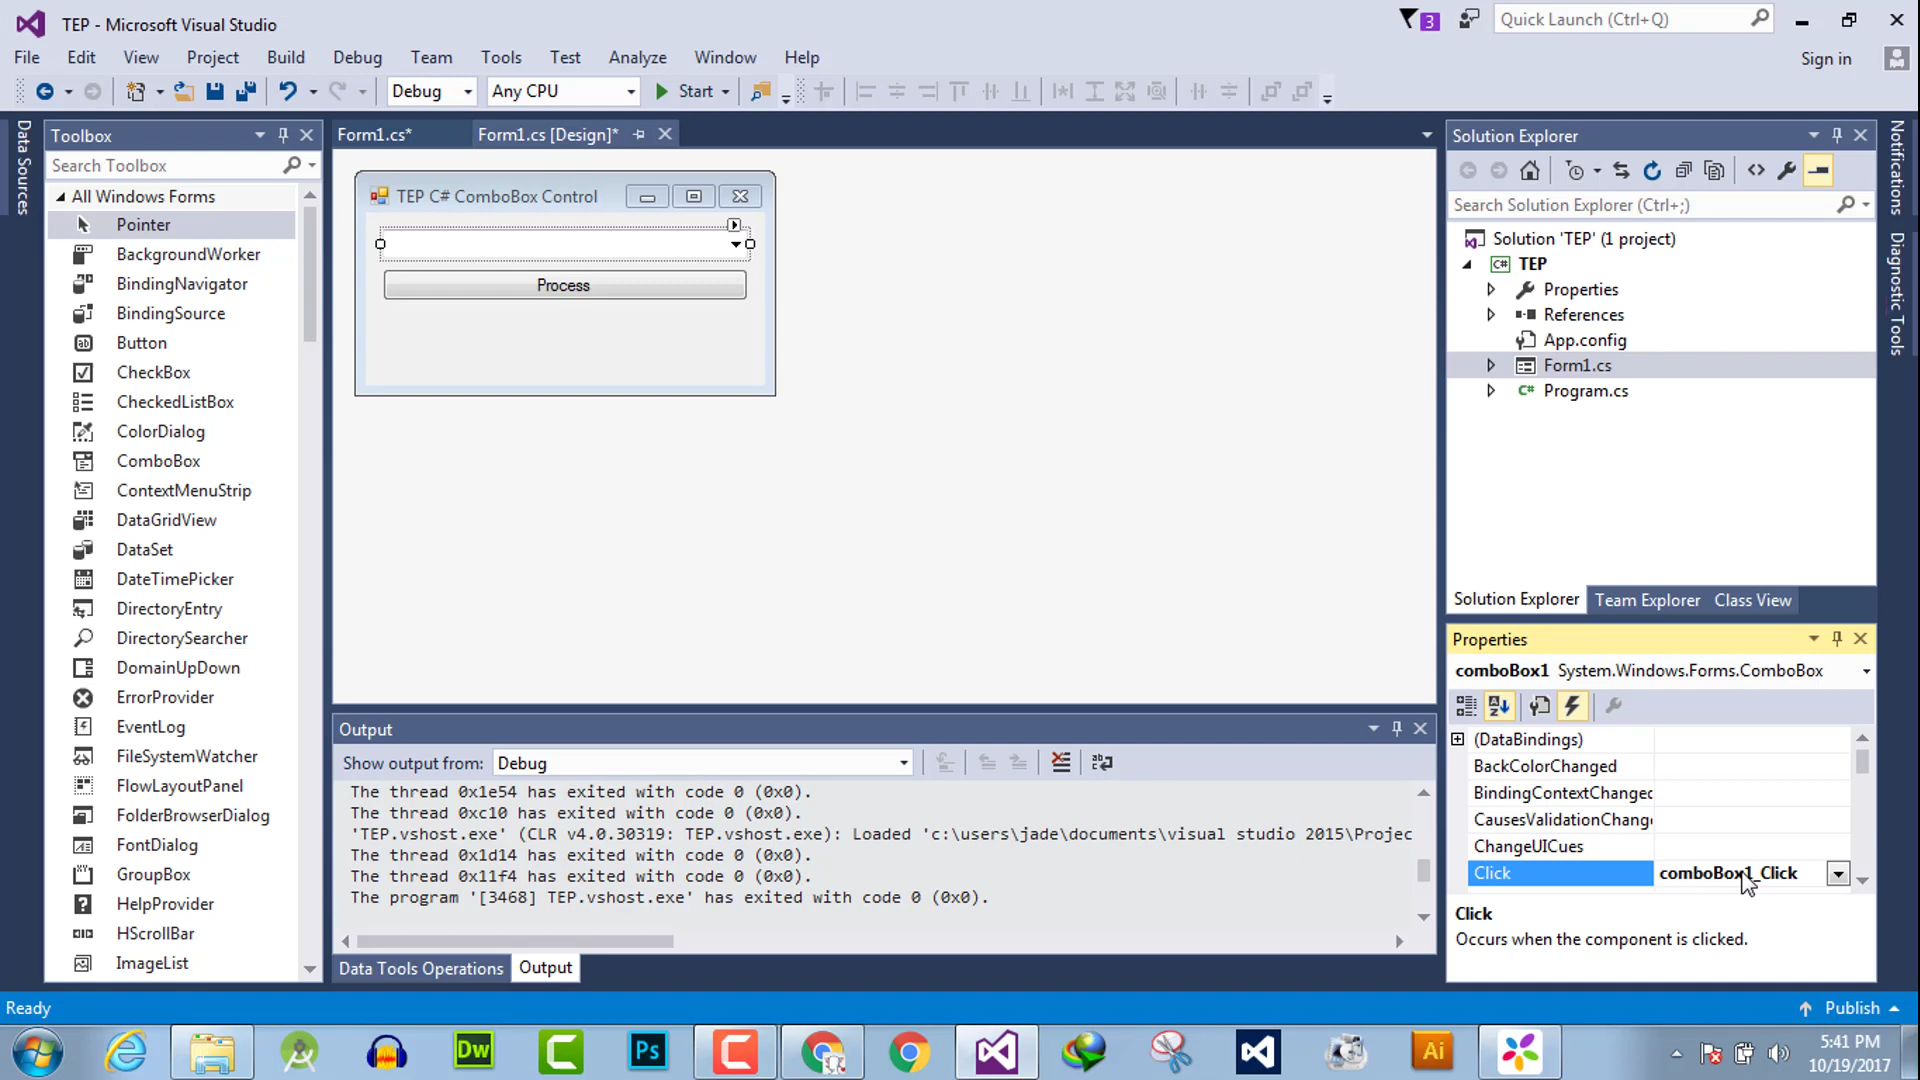 TEP - Microsoft Visual Studio
3
Quick Launch (Ctrl+Q)
File Edit View Project Build Debug Team Tools Test Analyze Window Help
Sign in
Debug Any CPU Start
Data Sources
Toolbox
Search Toolbox
All Windows Forms
Pointer
BackgroundWorker
BindingNavigator
BindingSource
Button
CheckBox
CheckedListBox
ColorDialog
ComboBox
ContextMenuStrip
DataGridView
DataSet
DateTimePicker
DirectoryEntry
DirectorySearcher
DomainUpDown
ErrorProvider
EventLog
FileSystemWatcher
FlowLayoutPanel
FolderBrowserDialog
FontDialog
GroupBox
HelpProvider
HScrollBar
ImageList
Form1.cs* Form1.cs [Design]*
TEP C# ComboBox Control
Process
Output
Show output from: Debug
The thread 0x1e54 has exited with code 0 (0x0).
The thread 0xc10 has exited with code 0 (0x0).
'TEP.vshost.exe' (CLR v4.0.30319: TEP.vshost.exe): Loaded 'c:\users\jade\documents\visual studio 2015\Projec
The thread 0x1d14 has exited with code 0 (0x0).
The thread 0x11f4 has exited with code 0 (0x0).
The program '[3468] TEP.vshost.exe' has exited with code 0 (0x0).
Data Tools Operations Output
Solution Explorer
Search Solution Explorer (Ctrl+;)
Solution 'TEP' (1 project)
C# TEP
Properties
References
App.config
Form1.cs
C# Program.cs
Solution Explorer Team Explorer Class View
Properties
comboBox1 System.Windows.Forms.ComboBox
(DataBindings)
BackColorChanged
BindingContextChanged
CausesValidationChange
ChangeUICues
Click comboBox1_Click
Click
Occurs when the component is clicked.
Notifications
Diagnostic Tools
Ready
Publish
Dw
Ps
Ai
5:41 PM
10/19/2017